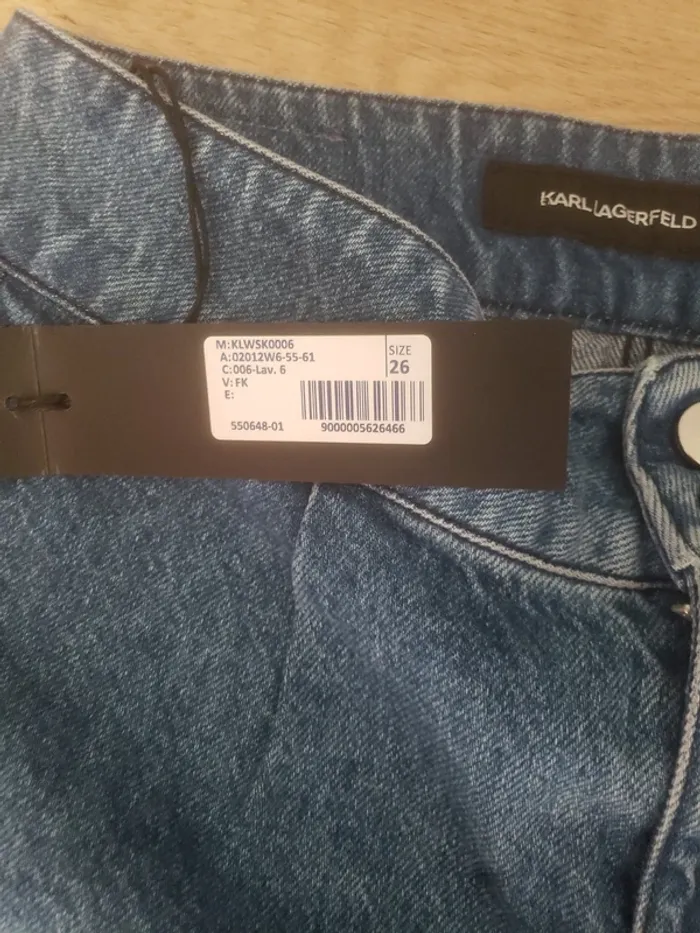 KARL LAGERFELD
M:KLWSK0006
A:02012W6-55-61
C:006-Lav. 6
V: FK
E:
SIZE
26
550648-01
9000005626466